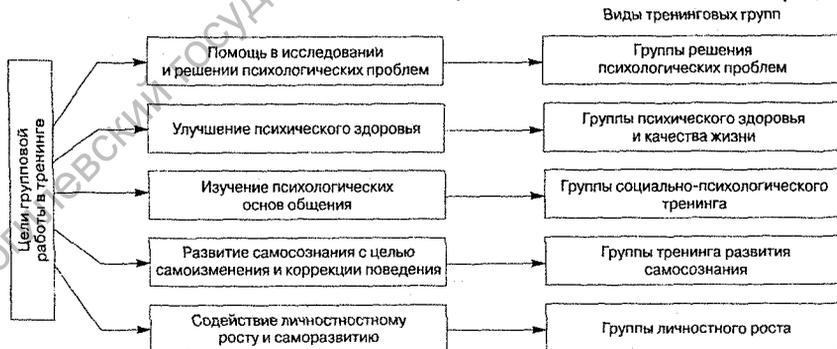 Виды тренинговых групп
Цели групповой
работы в тренинге
Помощь в исследовании
и решении психологических проблем
Группы решения
психологических проблем
Улучшение психического здоровья
Группы психического здоровья
и качества жизни
Изучение психологических
основ общения
Группы социально-психологического
тренинга
Развитие самосознания с целью
самоизменения и коррекции поведения
Группы тренинга развития
самосознания
Содействие личностностному
росту и саморазвитию
Группы личностного роста